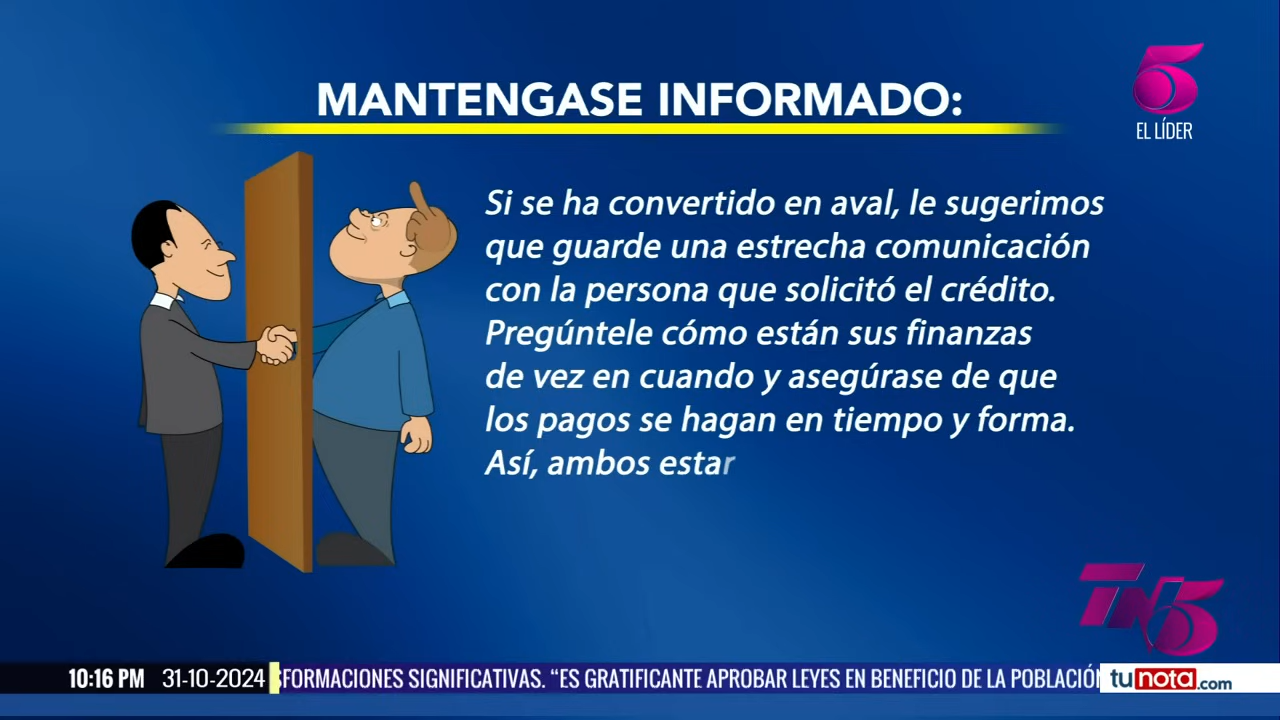 MANTENGASE INFORMADO:
5
EL LÍDER
Si se ha convertido en aval, le sugerimos
que guarde una estrecha comunicación
con la persona que solicitó el crédito.
Pregúntele cómo están sus finanzas
de vez en cuando y asegúrase de que
los pagos se hagan en tiempo y forma.
Así, ambos estar
TN5
10:16 PM 31-10-2024 FORMACIONES SIGNIFICATIVAS. “ES GRATIFICANTE APROBAR LEYES EN BENEFICIO DE LA POBLACIÓN
tunota.com